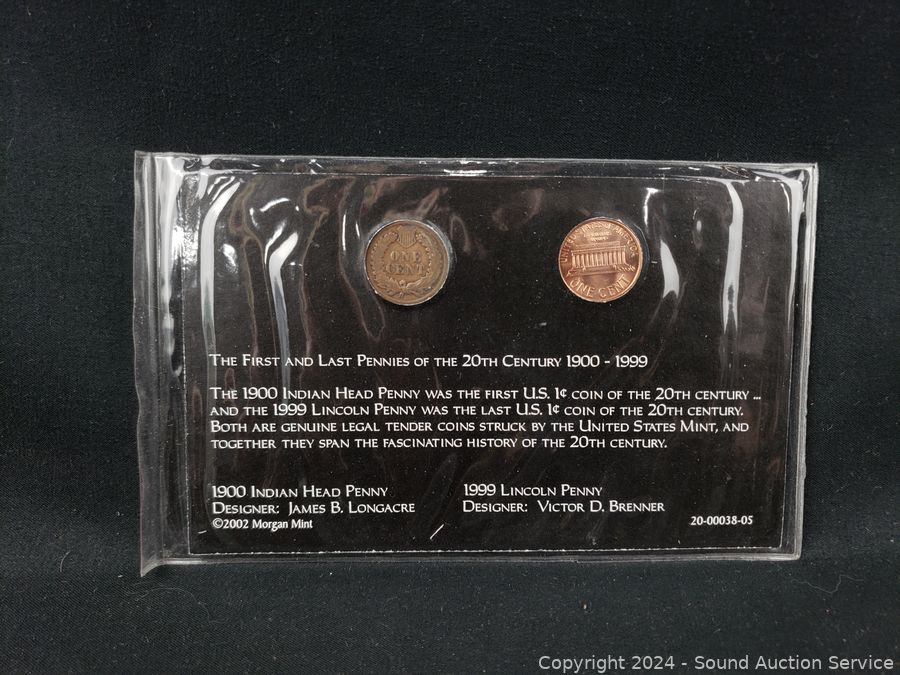 ONE
CENT
UNITED STATES OF AMERICA
ONE CENT
The First and Last Pennies of the 20th Century 1900 - 1999
The 1900 Indian Head Penny was the first U.S. 1¢ coin of the 20th century ...
and the 1999 Lincoln Penny was the last U.S. 1¢ coin of the 20th century.
Both are genuine legal tender coins struck by the United States Mint, and
together they span the fascinating history of the 20th century.
1900 Indian Head Penny
Designer: James B. Longacre
©2002 Morgan Mint
1999 Lincoln Penny
Designer: Victor D. Brenner
20-00038-05
Copyright 2024 - Sound Auction Service